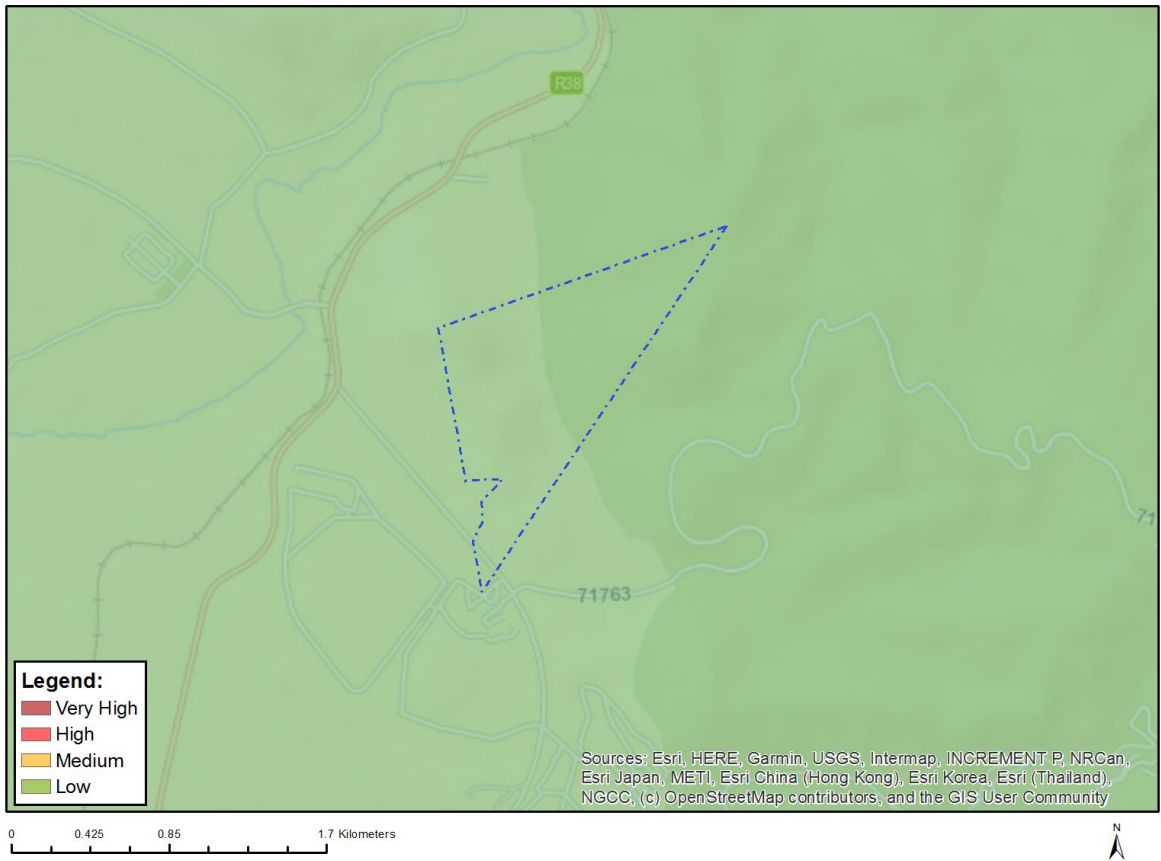 R38
71
71763
Legend:
Very High
High
Medium
Low
Sources: Esri, HERE, Garmin, USGS, Intermap, INCREMENT P, NRCan,
Esri Japan, METI, Esri China (Hong Kong), Esri Korea, Esri (Thailand),
NGCC, (c) OpenStreetMap contributors, and the GIS User Community
0 0.425 0.85 1.7 Kilometers
N